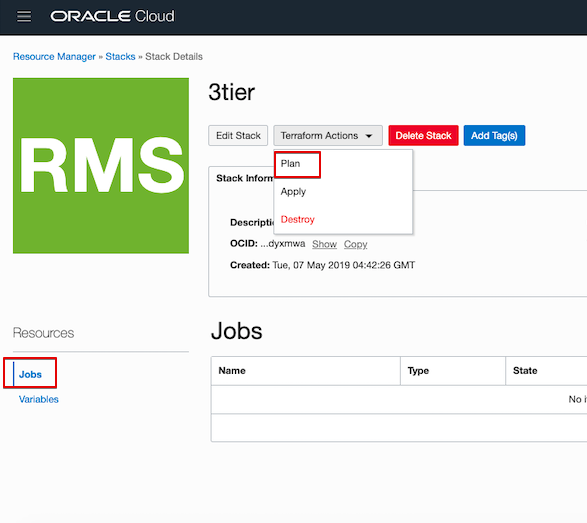 ORACLE Cloud
Resource Manager » Stacks » Stack Details
RMS
3tier
Edit Stack Terraform Actions Delete Stack Add Tag(s)
Plan
Apply
Destroy
Stack
OCID: ...dyxmwa Show Copy
Created: Tue, 07 May 2019 04:42:26 GMT
Resources
Jobs
Variables
Jobs
Name Type State
No